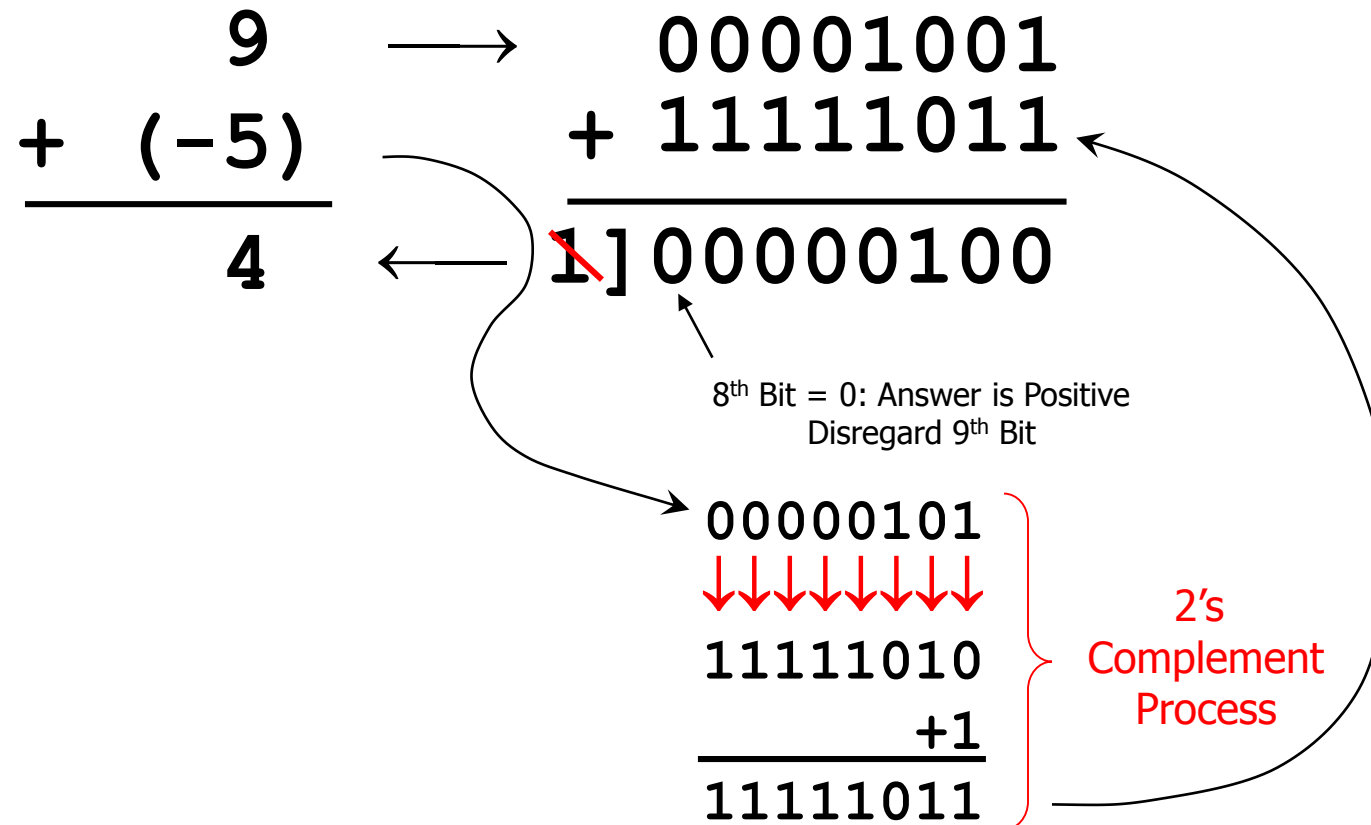 9 → 00001001
+ (-5) + 11111011
4 ← 1]00000100
8th Bit = 0: Answer is Positive
Disregard 9th Bit
00000101
↓↓↓↓↓↓↓↓
11111010
+1
11111011
2's
Complement
Process